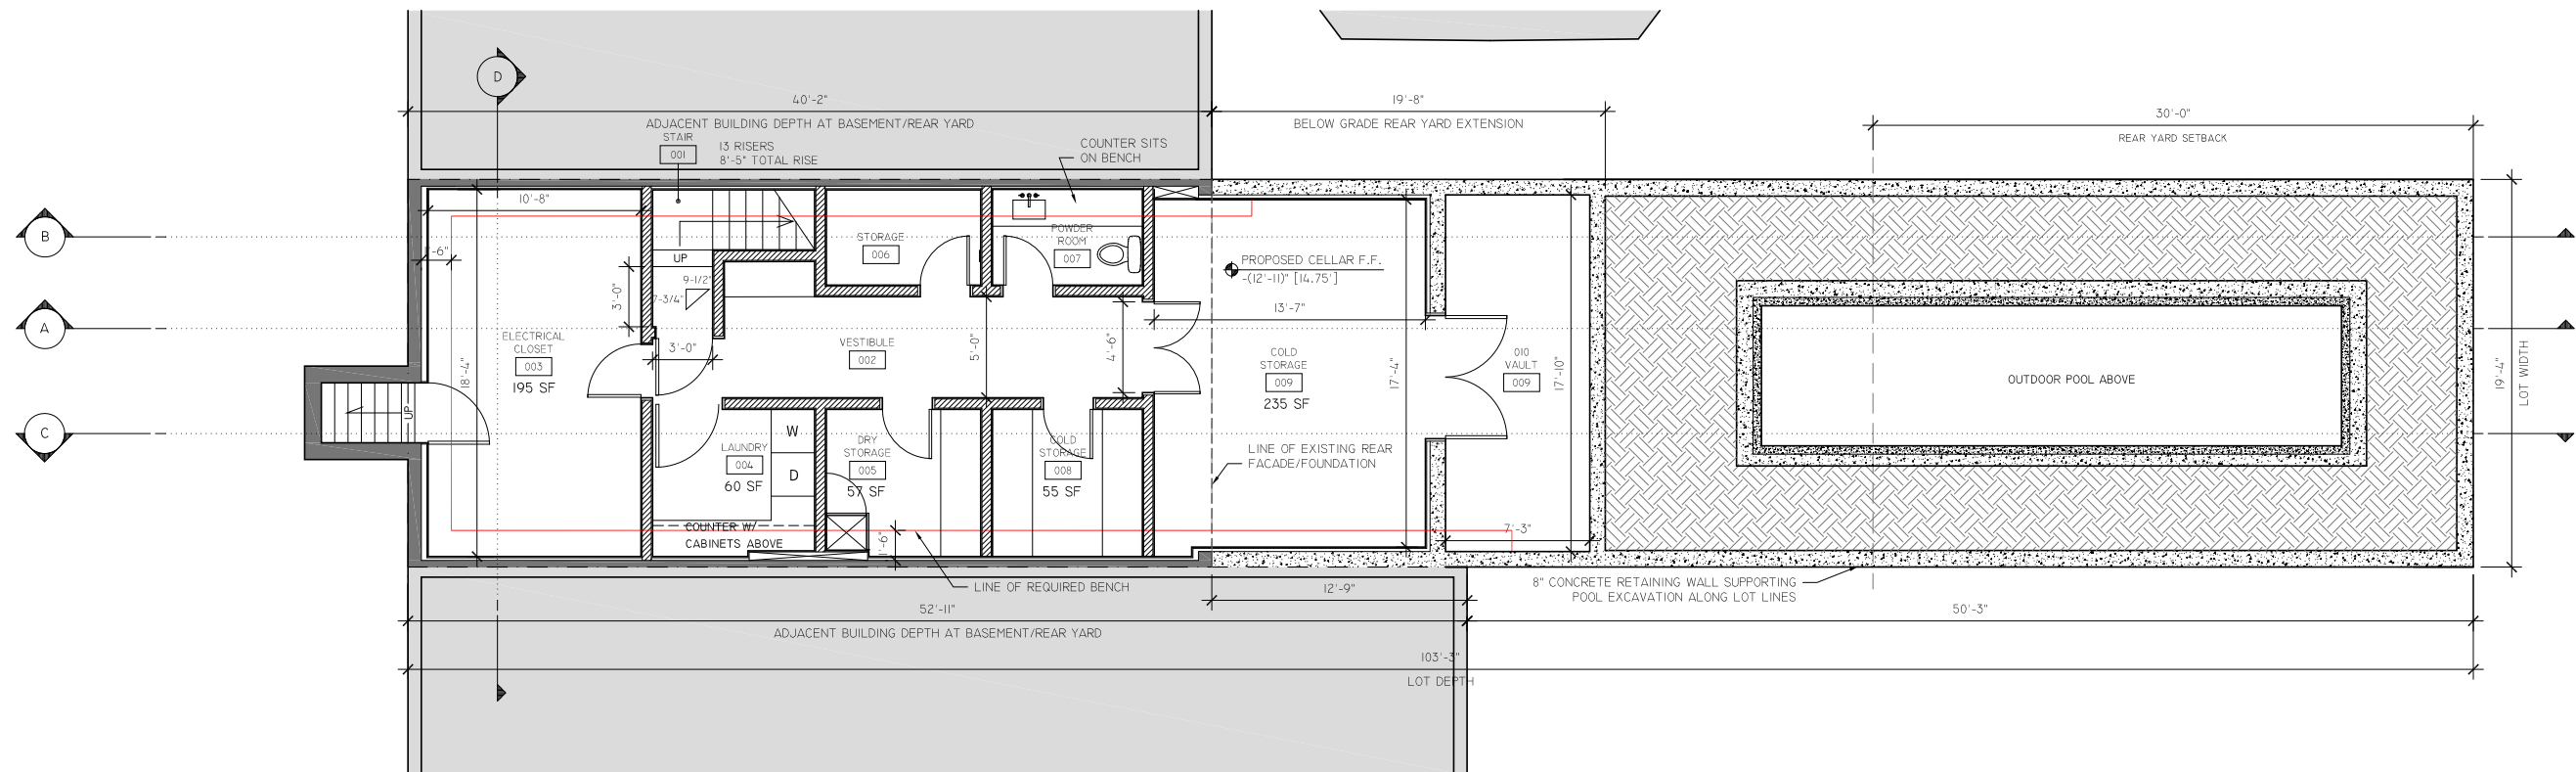 D
40'-2"
ADJACENT BUILDING DEPTH AT BASEMENT/REAR YARD
19'-8"
BELOW GRADE REAR YARD EXTENSION
30'-0"
REAR YARD SETBACK
STAIR
001
13 RISERS
8'-5" TOTAL RISE
COUNTER SITS
ON BENCH
10'-8"
B
STORAGE
006
POWDER
ROOM
007
UP
9-1/2"
7-3/4"
3'-0"
PROPOSED CELLAR F.F.
-(12'-11)" [14.75']
13'-7"
A
ELECTRICAL
CLOSET
003
195 SF
18'-4"
3'-0"
VESTIBULE
002
5'-0"
4'-6"
COLD
STORAGE
009
235 SF
17'-4"
010
VAULT
009
17'-10"
OUTDOOR POOL ABOVE
19'-4"
LOT WIDTH
UP
C
W
D
LAUNDRY
004
60 SF
DRY
STORAGE
005
57 SF
COLD
STORAGE
008
55 SF
LINE OF EXISTING REAR
FACADE/FOUNDATION
COUNTER W/
CABINETS ABOVE
1'-6"
7'-3"
LINE OF REQUIRED BENCH
12'-9"
8" CONCRETE RETAINING WALL SUPPORTING
POOL EXCAVATION ALONG LOT LINES
52'-11"
ADJACENT BUILDING DEPTH AT BASEMENT/REAR YARD
50'-3"
103'-3"
LOT DEPTH